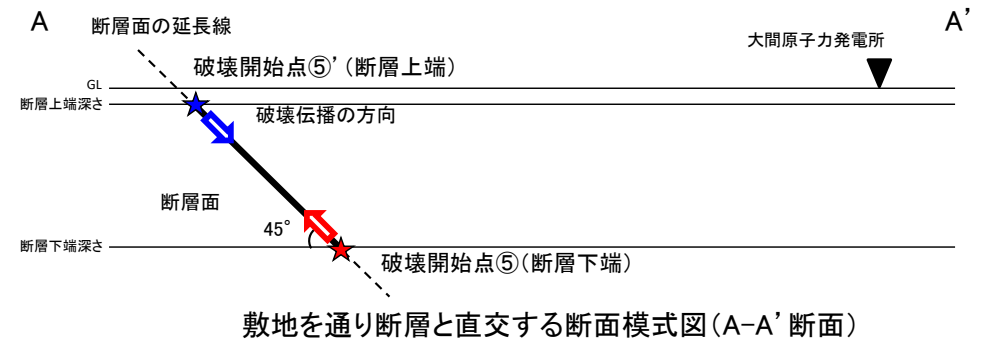 A
A’
断層面の延長線
大間原子力発電所
破壊開始点⑤’（断層上端）
GL
断層上端深さ
破壊伝播の方向
断層面
45°
断層下端深さ
破壊開始点⑤（断層下端）
敷地を通り断層と直交する断面模式図（A-A’断面）